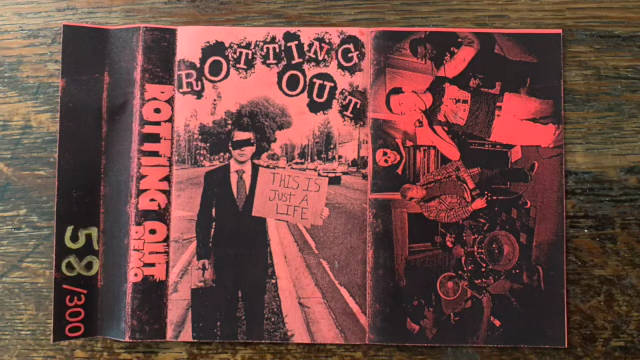 ROTTING
OUT
THIS IS
JUST A
LIFE
ROTTING OUT
DEMO
58/300